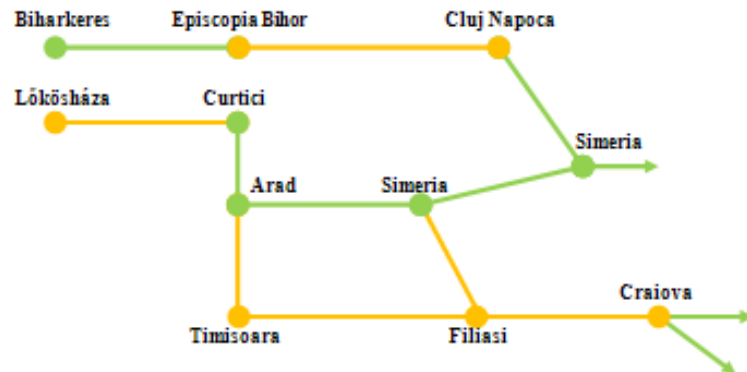 Biharkeres Episcopia Bihor Cluj Napoca
Lőkösháza Curtici
Simeria
Arad Simeria
Craiova
Timisoara Filiasi